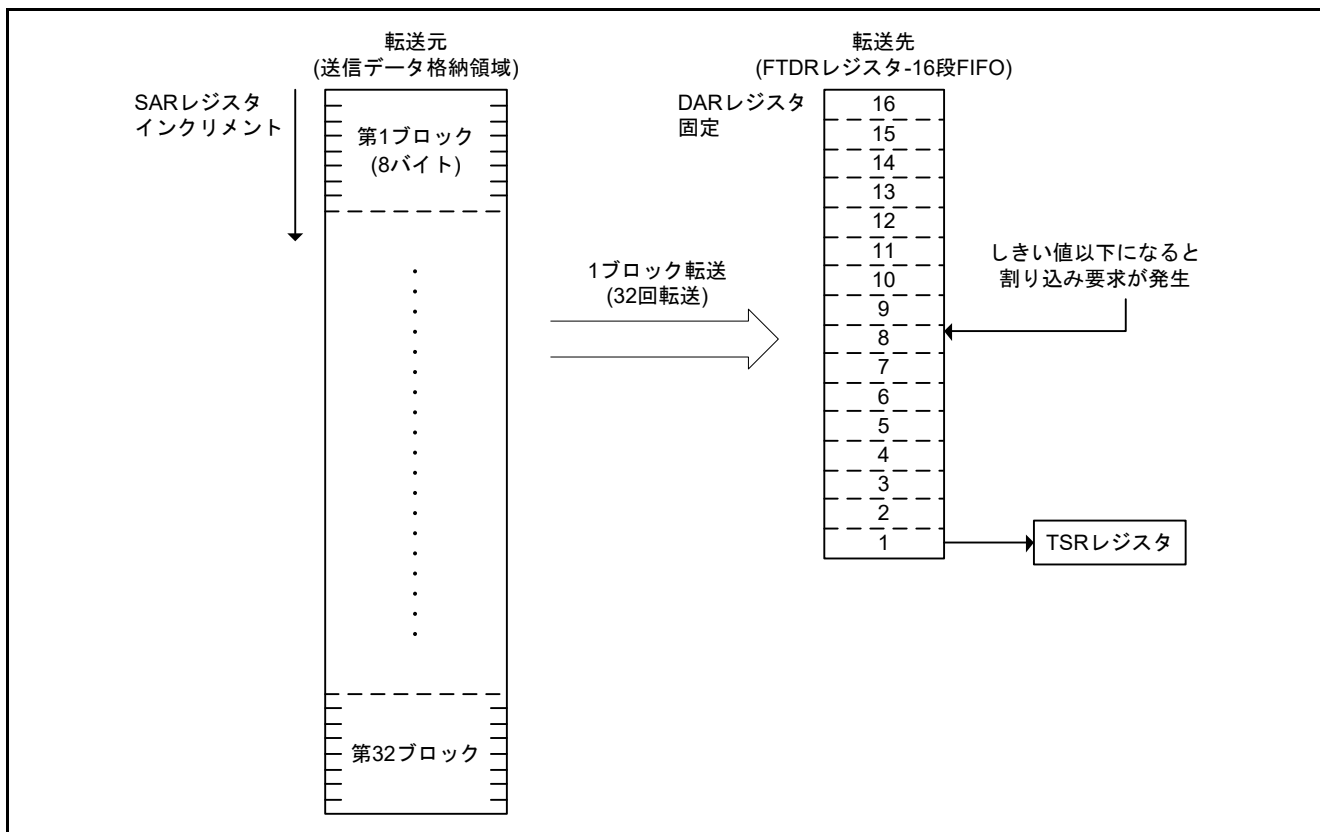 転送元
(送信データ格納領域)
SARレジスタ
インクリメント
第1ブロック
(8バイト)
第32ブロック
1ブロック転送
(32回転送)
転送先
(FTDRレジスタ-16段FIFO)
DARレジスタ
固定
16
15
14
13
12
11
10
9
8
7
6
5
4
3
2
1
しきい値以下になると
割り込み要求が発生
TSRレジスタ